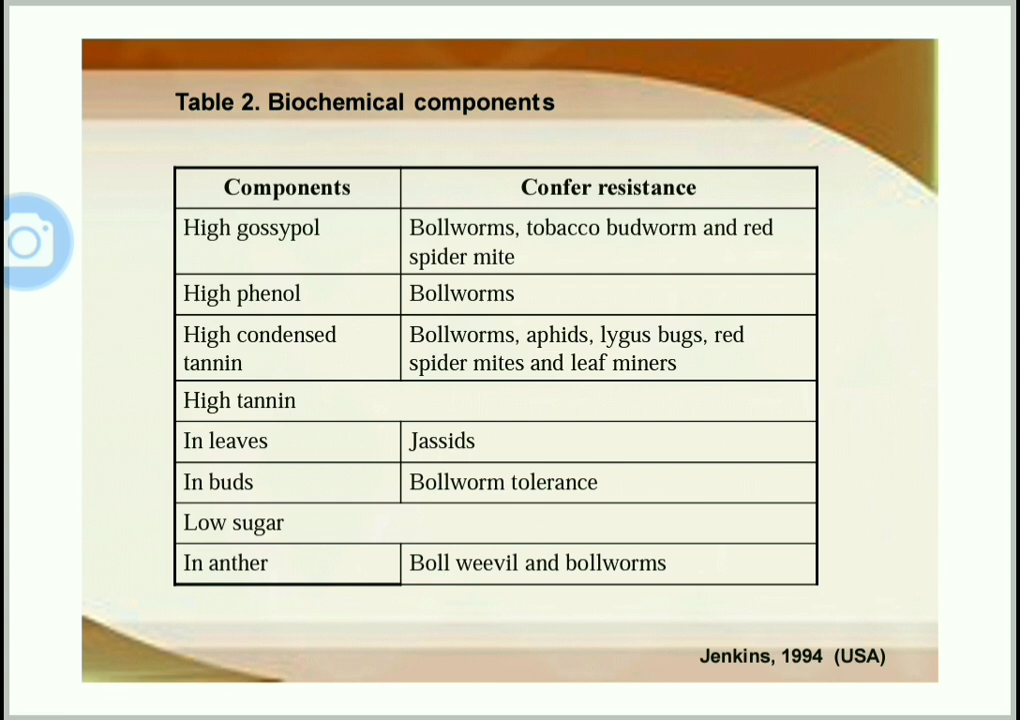 Table 2. Biochemical components
Components
Confer resistance
High gossypol
Bollworms, tobacco budworm and red
spider mite
High phenol
Bollworms
High condensed
tannin
Bollworms, aphids, lygus bugs, red
spider mites and leaf miners
High tannin
In leaves
Jassids
In buds
Bollworm tolerance
Low sugar
In anther
Boll weevil and bollworms
Jenkins, 1994 (USA)